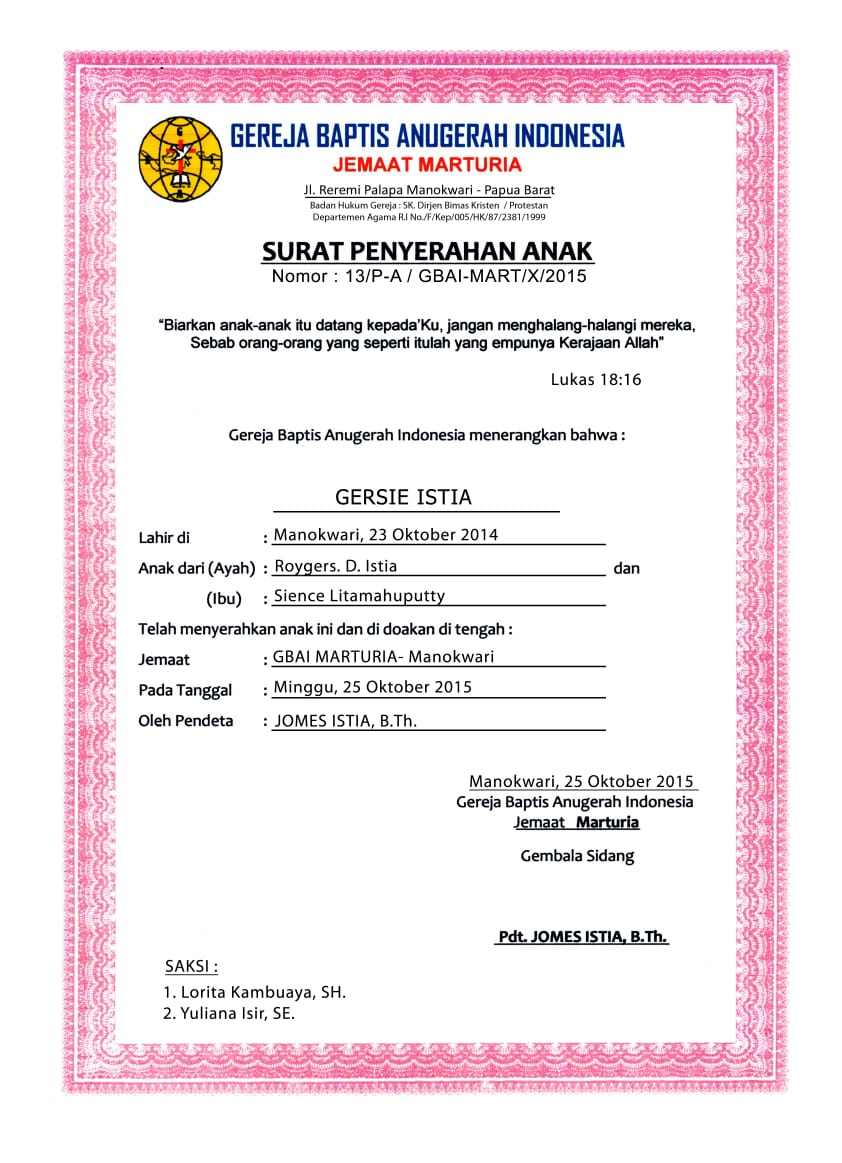 GEREJA BAPTIS ANUGERAH INDONESIA
JEMAAT MARTURIA
Jl. Reremi Palapa Manokwari - Papua Barat
Badan Hukum Gereja : SK. Dirjen Bimas Kristen / Protestan
Departemen Agama R.I No./F/Kep/005/HK/87/2381/1999
SURAT PENYERAHAN ANAK
Nomor : 13/P-A / GBAI-MART/X/2015
“Biarkan anak-anak itu datang kepada’Ku, jangan menghalang-halangi mereka,
Sebab orang-orang yang seperti itulah yang empunya Kerajaan Allah”
Lukas 18:16
Gereja Baptis Anugerah Indonesia menerangkan bahwa :
GERSIE ISTIA
Lahir di : Manokwari, 23 Oktober 2014
Anak dari (Ayah) : Roygers. D. Istia dan
(Ibu) : Sience Litamahuputty
Telah menyerahkan anak ini dan di doakan di tengah :
Jemaat : GBAI MARTURIA- Manokwari
Pada Tanggal : Minggu, 25 Oktober 2015
Oleh Pendeta : JOMES ISTIA, B.Th.
Manokwari, 25 Oktober 2015
Gereja Baptis Anugerah Indonesia
Jemaat Marturia
Gembala Sidang
Pdt. JOMES ISTIA, B.Th.
SAKSI :
1. Lorita Kambuaya, SH.
2. Yuliana Isir, SE.